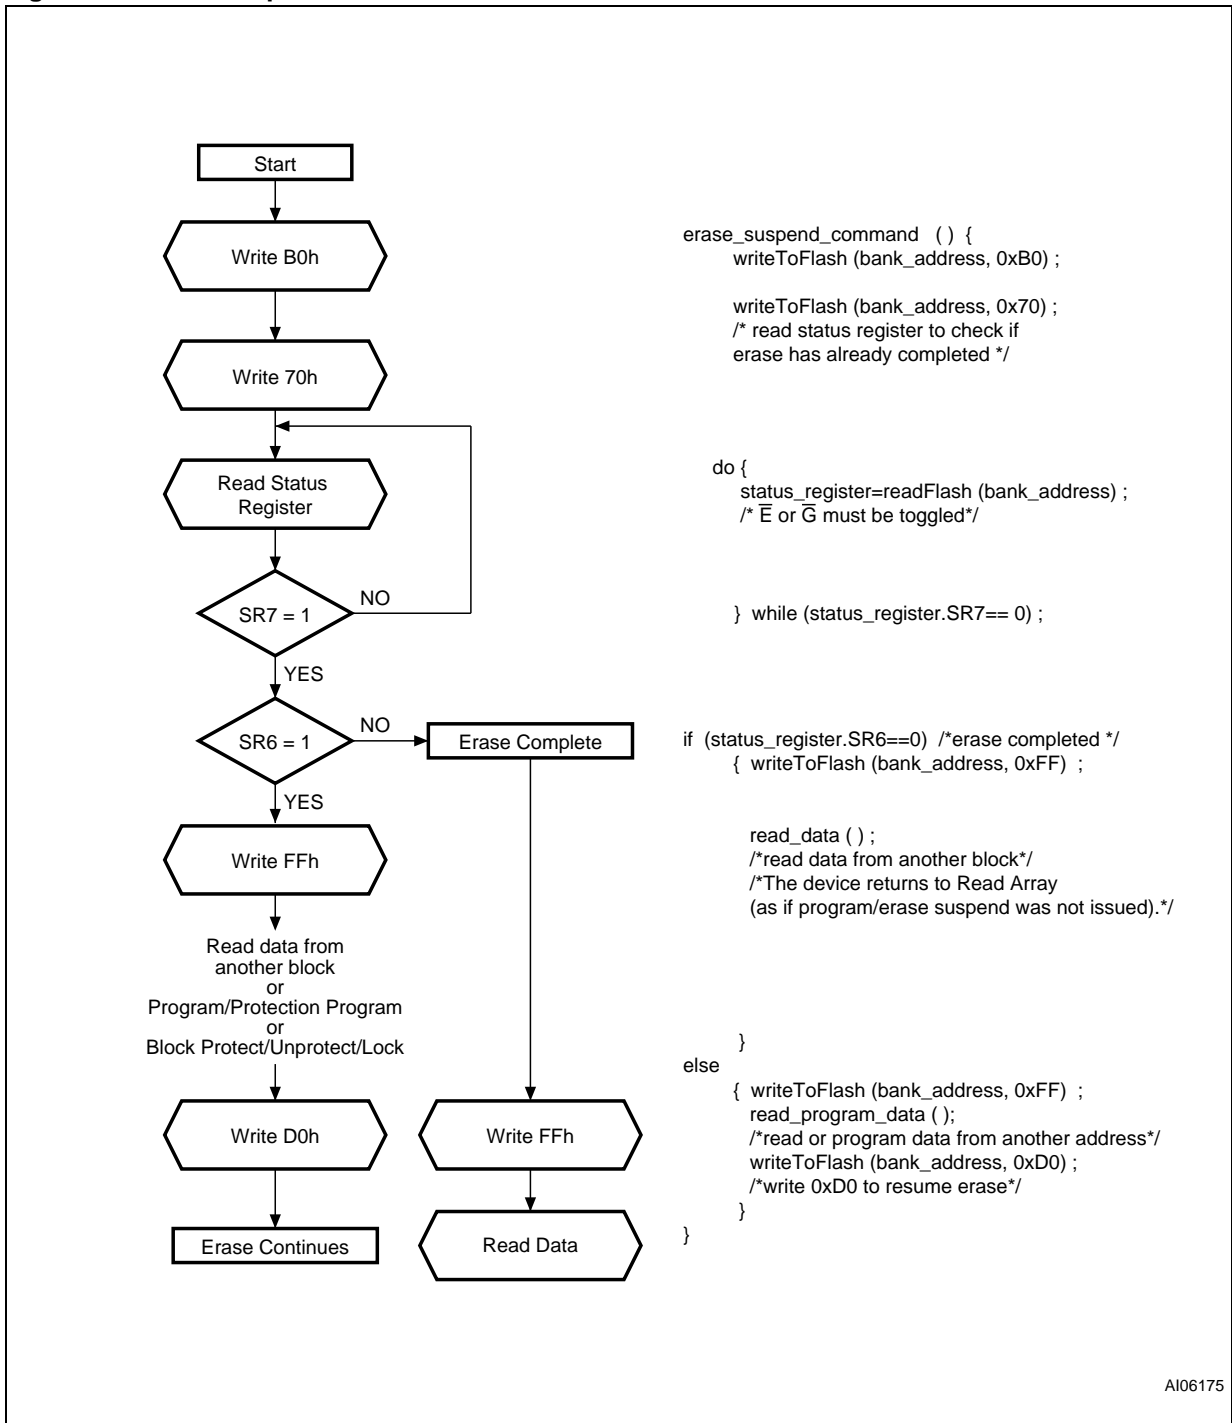 Start
Write B0h
Write 70h
Read Status
Register
SR7 = 1
NO
YES
SR6 = 1
NO
Erase Complete
YES
Write FFh
Read data from
another block
or
Program/Protection Program
or
Block Protect/Unprotect/Lock
Write D0h
Write FFh
Erase Continues
Read Data
erase_suspend_command ( ) {
writeToFlash (bank_address, 0xB0) ;
writeToFlash (bank_address, 0x70) ;
/* read status register to check if
erase has already completed */
do {
status_register=readFlash (bank_address) ;
/* E̅ or G̅ must be toggled*/
} while (status_register.SR7== 0) ;
if (status_register.SR6==0) /*erase completed */
{ writeToFlash (bank_address, 0xFF) ;
read_data ( ) ;
/*read data from another block*/
/*The device returns to Read Array
(as if program/erase suspend was not issued).*/
}
else
{ writeToFlash (bank_address, 0xFF) ;
read_program_data ( );
/*read or program data from another address*/
writeToFlash (bank_address, 0xD0) ;
/*write 0xD0 to resume erase*/
}
}
AI06175